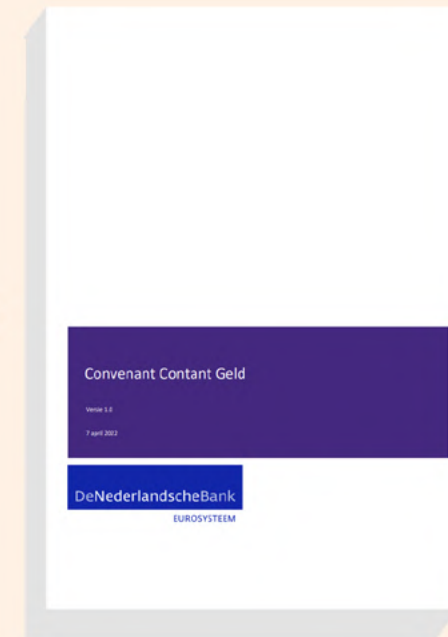 Convenant Contant Geld
Versie 1.0
7 april 2022
DeNederlandscheBank
EUROSYSTEEM